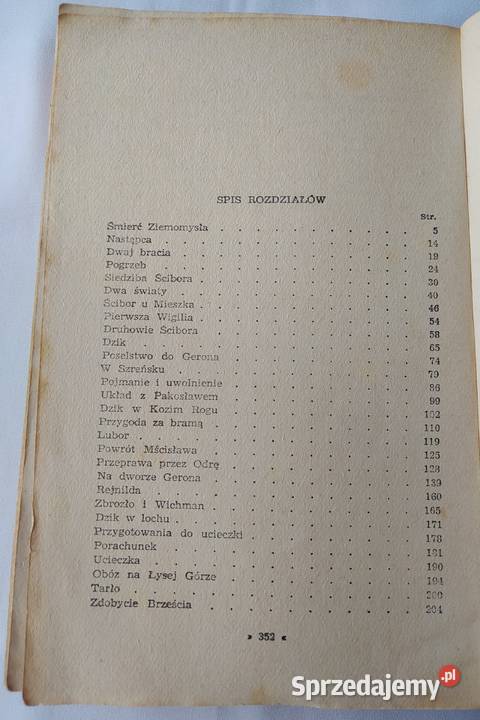 SPIS ROZDZIAŁÓW
Str.
Śmierć Ziemomysła . . . . . . . . . . . 5
Następca . . . . . . . . . . . . . 14
Dwaj bracia . . . . . . . . . . . . 19
Pogrzeb . . . . . . . . . . . . . 24
Siedziba Ścibora . . . . . . . . . . . 30
Dwa światy . . . . . . . . . . . . 40
Ścibor u Mieszka . . . . . . . . . . . 46
Pierwsza Wigilia . . . . . . . . . . . 54
Druhowie Ścibora . . . . . . . . . . . 58
Dzik . . . . . . . . . . . . . . 65
Poselstwo do Gerona . . . . . . . . . . 74
W Szreńsku . . . . . . . . . . . . 79
Pojmanie i uwolnienie . . . . . . . . . . 86
Układ z Pakosławem . . . . . . . . . . 99
Dzik w Kozim Rogu . . . . . . . . . . 102
Przygoda za bramą . . . . . . . . . . 110
Lubor . . . . . . . . . . . . . . 119
Powrót Mścisława . . . . . . . . . . . 125
Przeprawa przez Odrę . . . . . . . . . . 128
Na dworze Gerona . . . . . . . . . . . 139
Rejnilda . . . . . . . . . . . . . 160
Zbrozło i Wichman . . . . . . . . . . . 165
Dzik w lochu . . . . . . . . . . . . 171
Przygotowania do ucieczki . . . . . . . . . 178
Porachunek . . . . . . . . . . . . 181
Ucieczka . . . . . . . . . . . . . 190
Obóz na Łysej Górze . . . . . . . . . . 194
Tarło . . . . . . . . . . . . . . 200
Zdobycie Brześcia . . . . . . . . . . . 204
» 352 «
Sprzedajemy.pl